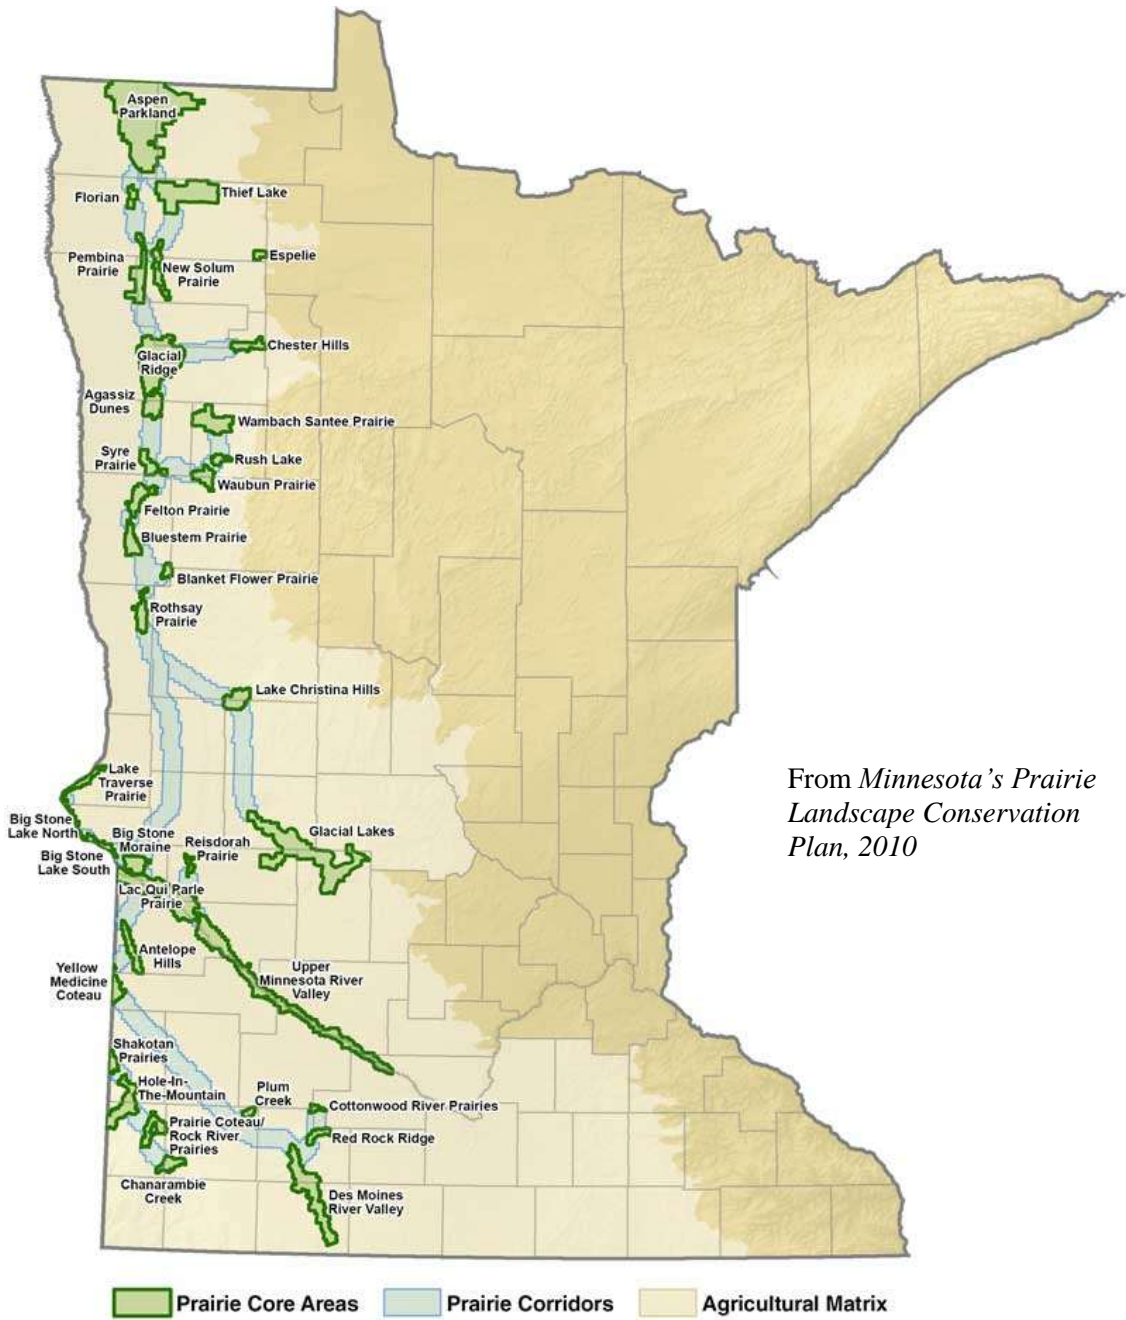 Aspen
Parkland
Florian
Thief Lake
Pembina
Prairie
New Solum
Prairie
Espelie
Glacial
Ridge
Chester Hills
Agassiz
Dunes
Wambach Santee Prairie
Syre
Prairie
Rush Lake
Waubun Prairie
Felton Prairie
Bluestem Prairie
Blanket Flower Prairie
Rothsay
Prairie
Lake Christina Hills
Lake
Traverse
Prairie
Big Stone
Lake North
Big Stone
Moraine
Reisdorah
Prairie
Glacial Lakes
Big Stone
Lake South
Lac Qui Parle
Prairie
Antelope
Hills
Yellow
Medicine
Coteau
Upper
Minnesota River
Valley
Shakotan
Prairies
Hole-In-
The-Mountain
Plum
Creek
Cottonwood River Prairies
Prairie Coteau/
Rock River
Prairies
Red Rock Ridge
Chanarambie
Creek
Des Moines
River Valley
From Minnesota's Prairie
Landscape Conservation
Plan, 2010
Prairie Core Areas
Prairie Corridors
Agricultural Matrix